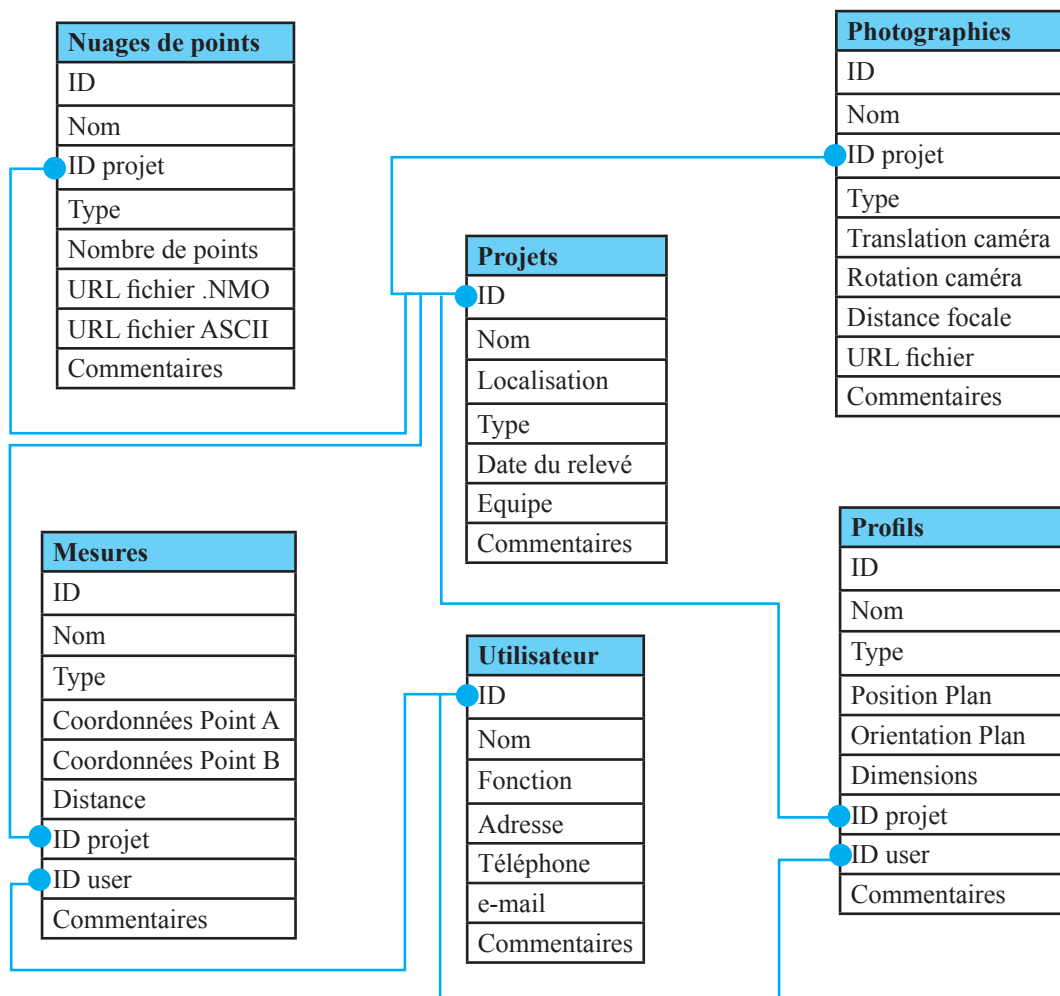 Nuages de points
ID
Nom
ID projet
Type
Nombre de points
URL fichier .NMO
URL fichier ASCII
Commentaires
Photographies
ID
Nom
ID projet
Type
Translation caméra
Rotation caméra
Distance focale
URL fichier
Commentaires
Projets
ID
Nom
Localisation
Type
Date du relevé
Equipe
Commentaires
Mesures
ID
Nom
Type
Coordonnées Point A
Coordonnées Point B
Distance
ID projet
ID user
Commentaires
Utilisateur
ID
Nom
Fonction
Adresse
Téléphone
e-mail
Commentaires
Profils
ID
Nom
Type
Position Plan
Orientation Plan
Dimensions
ID projet
ID user
Commentaires